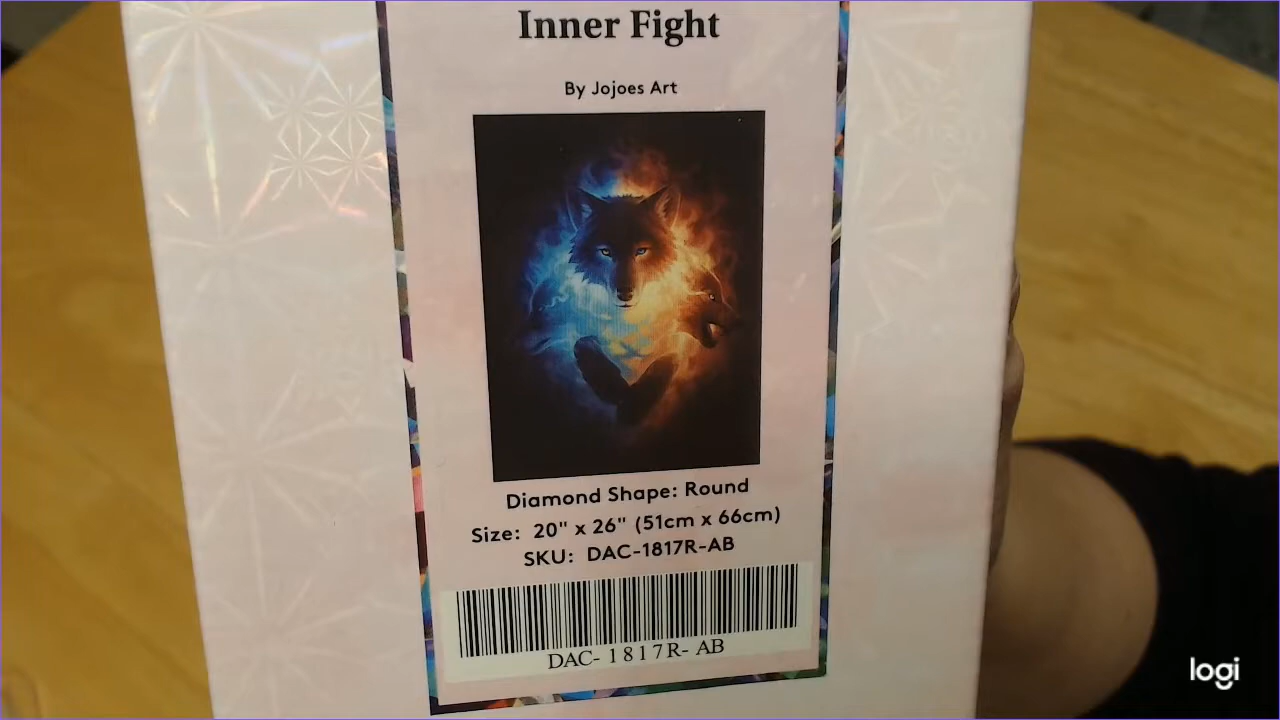 Inner Fight
By Jojoes Art
Diamond Shape: Round
Size: 20" x 26" (51cm x 66cm)
SKU: DAC-1817R-AB
DAC- 1817R- AB
logi